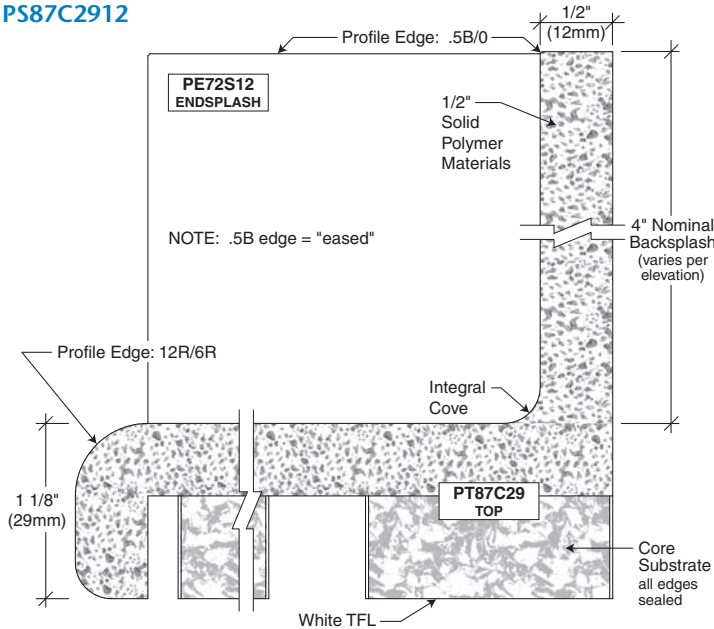 PS87C2912
1/2"
(12mm)
Profile Edge: .5B/0
PE72S12
ENDSPLASH
1/2"
Solid
Polymer
Materials
NOTE: .5B edge = "eased"
4" Nominal
Backsplash
(varies per
elevation)
Profile Edge: 12R/6R
Integral
Cove
1 1/8"
(29mm)
PT87C29
TOP
Core
Substrate
all edges
sealed
White TFL